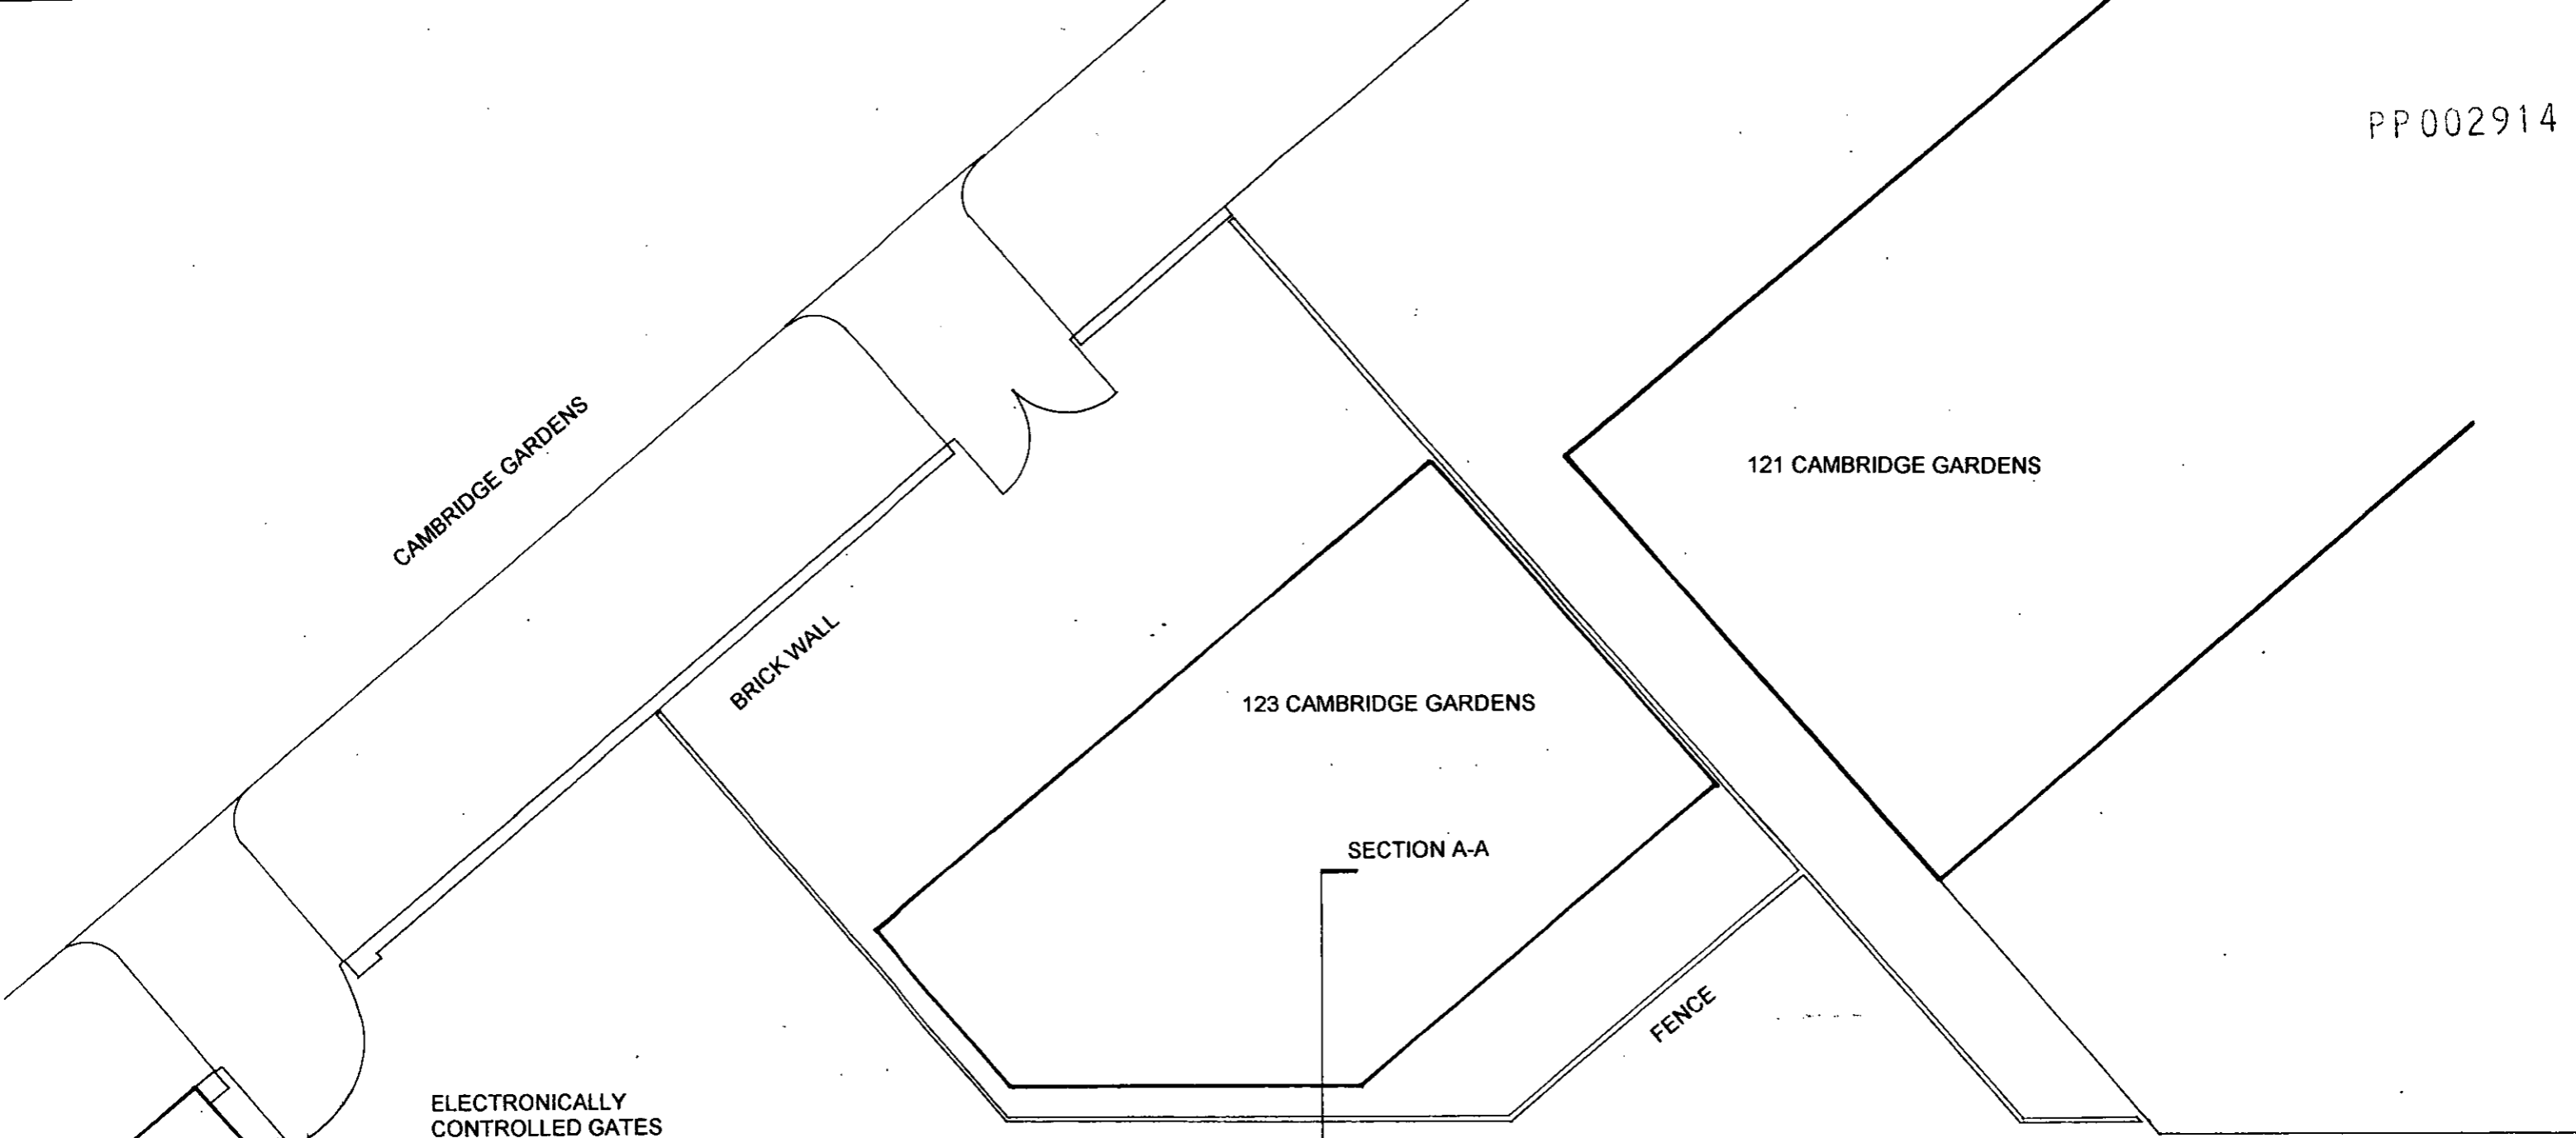 PP002914
CAMBRIDGE GARDENS
121 CAMBRIDGE GARDENS
BRICK WALL
123 CAMBRIDGE GARDENS
SECTION A-A
FENCE
ELECTRONICALLY
CONTROLLED GATES